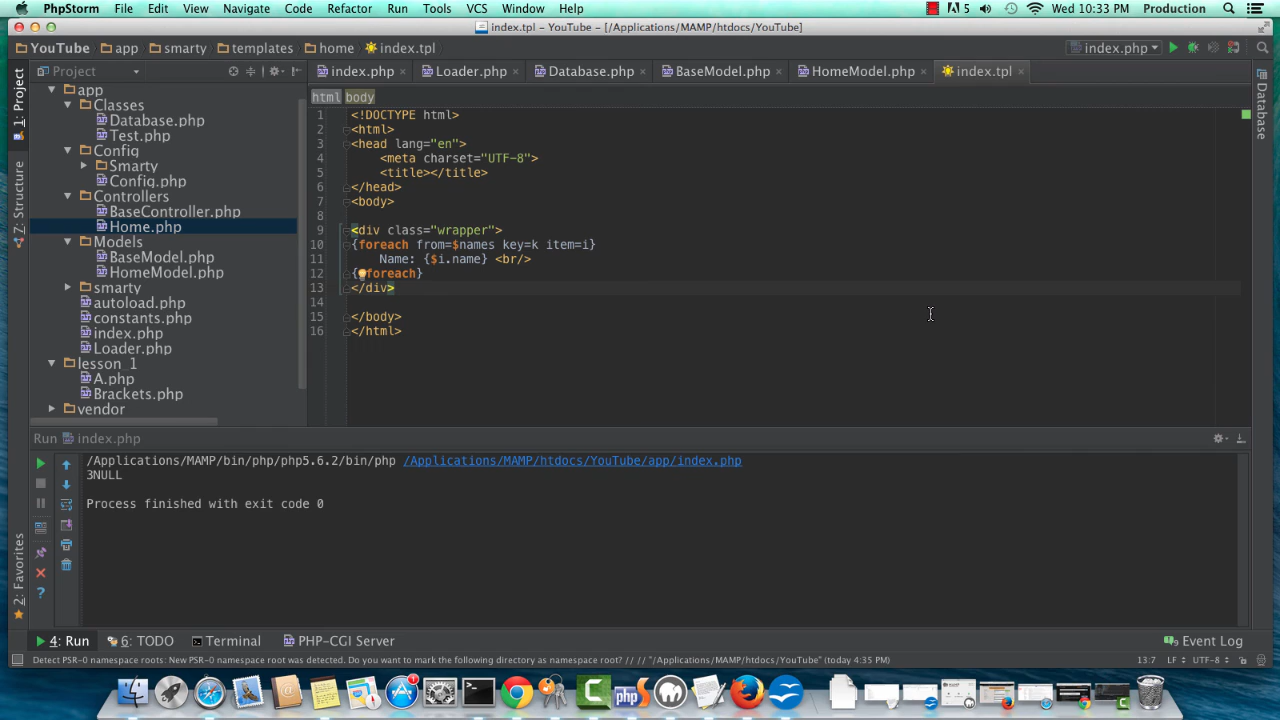 PhpStorm File Edit View Navigate Code Refactor Run Tools VCS Window Help 5 Wed 10:33 PM Production
index.tpl – YouTube – [/Applications/MAMP/htdocs/YouTube]
YouTube app smarty templates home index.tpl index.php
Project index.php Loader.php Database.php BaseModel.php HomeModel.php index.tpl
html body
1: Project
Z: Structure
2: Favorites
Database
app
Classes
Database.php
Test.php
Config
Smarty
Config.php
Controllers
BaseController.php
Home.php
Models
BaseModel.php
HomeModel.php
smarty
autoload.php
constants.php
index.php
Loader.php
lesson_1
A.php
Brackets.php
vendor
1 <!DOCTYPE html>
2 <html>
3 <head lang="en">
4 <meta charset="UTF-8">
5 <title></title>
6 </head>
7 <body>
8
9 <div class="wrapper">
10 {foreach from=$names key=k item=i}
11 Name: {$i.name} <br/>
12 { foreach}
13 </div>
14
15 </body>
16 </html>
Run index.php
/Applications/MAMP/bin/php/php5.6.2/bin/php /Applications/MAMP/htdocs/YouTube/app/index.php
3NULL
Process finished with exit code 0
4: Run 6: TODO Terminal PHP-CGI Server Event Log
Detect PSR-0 namespace roots: New PSR-0 namespace root was detected. Do you want to mark the following directory as namespace root? // // "/Applications/MAMP/htdocs/YouTube" (today 4:35 PM) 13:7 LF UTF-8
php